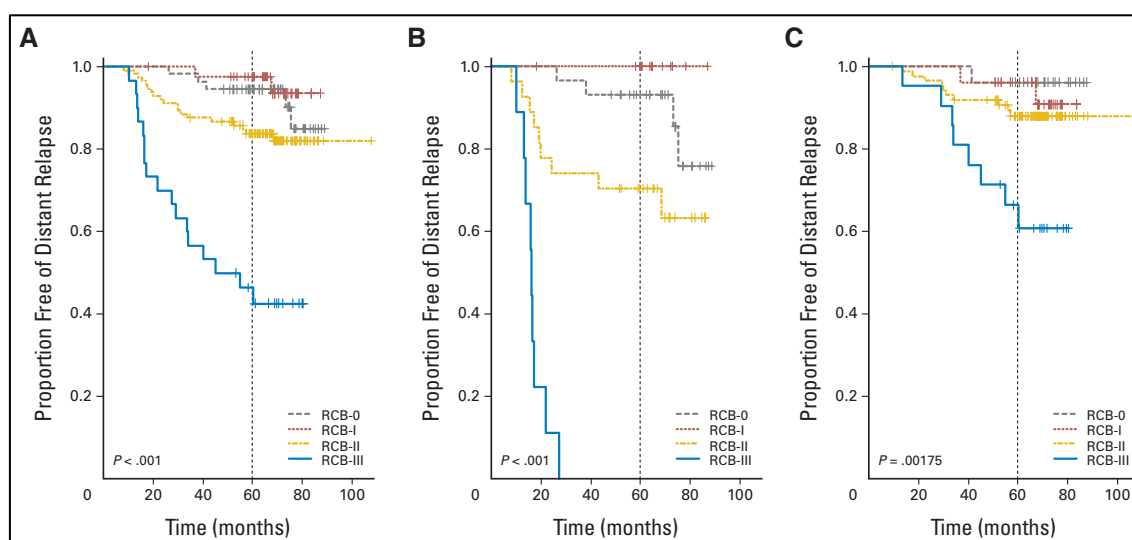 A
Proportion Free of Distant Relapse
1.0
0.8
0.6
0.4
0.2
0
20
40
60
80
100
Time (months)
RCB-0
RCB-I
RCB-II
RCB-III
P < .001
B
Proportion Free of Distant Relapse
1.0
0.8
0.6
0.4
0.2
0
20
40
60
80
100
Time (months)
RCB-0
RCB-I
RCB-II
RCB-III
P < .001
C
Proportion Free of Distant Relapse
1.0
0.8
0.6
0.4
0.2
0
20
40
60
80
100
Time (months)
RCB-0
RCB-I
RCB-II
RCB-III
P = .00175